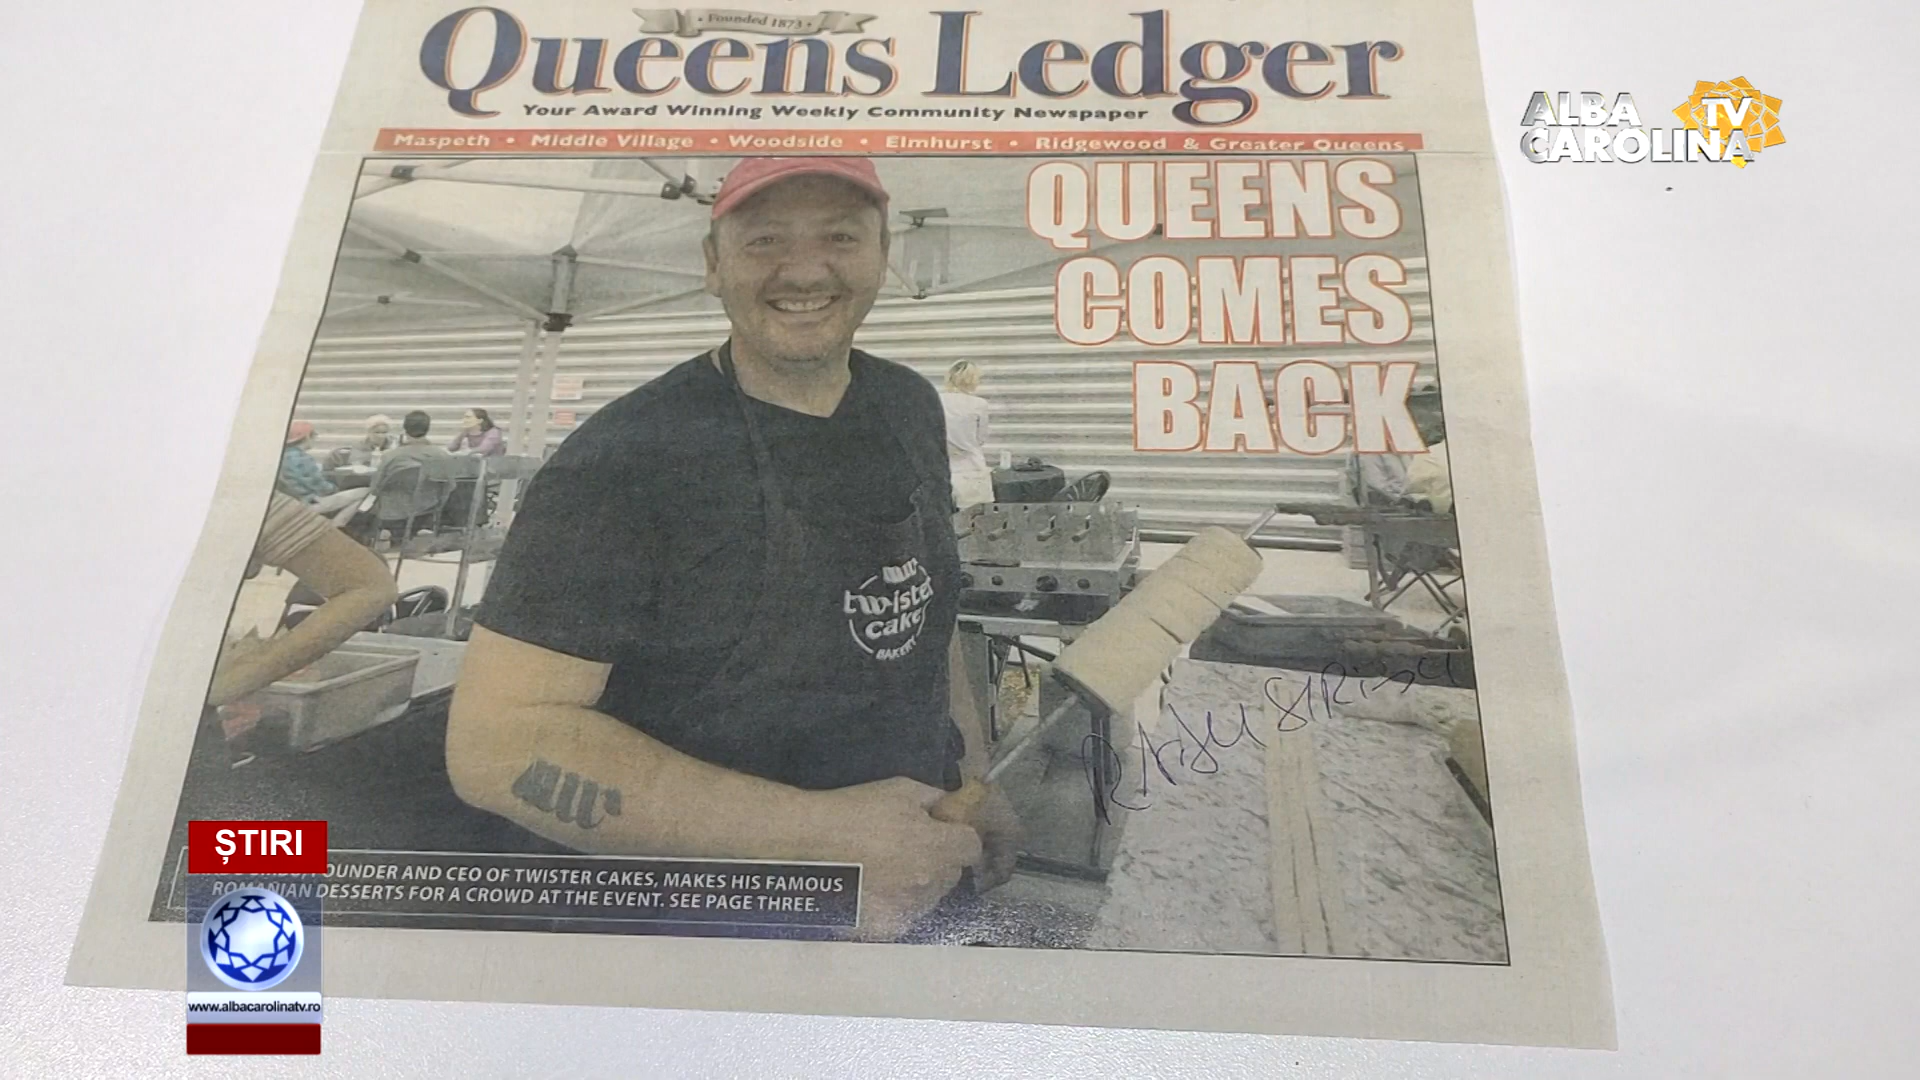 • Founded 1873 •
Queens Ledger
Your Award Winning Weekly Community Newspaper
Maspeth • Middle Village • Woodside • Elmhurst • Ridgewood & Greater Queens
ALBA
TV
CAROLINA
QUEENS
COMES
BACK
twister
cakes
BAKERY
ȘTIRI
OUNDER AND CEO OF TWISTER CAKES, MAKES HIS FAMOUS
ROMANIAN DESSERTS FOR A CROWD AT THE EVENT. SEE PAGE THREE.
www.albacarolinatv.ro